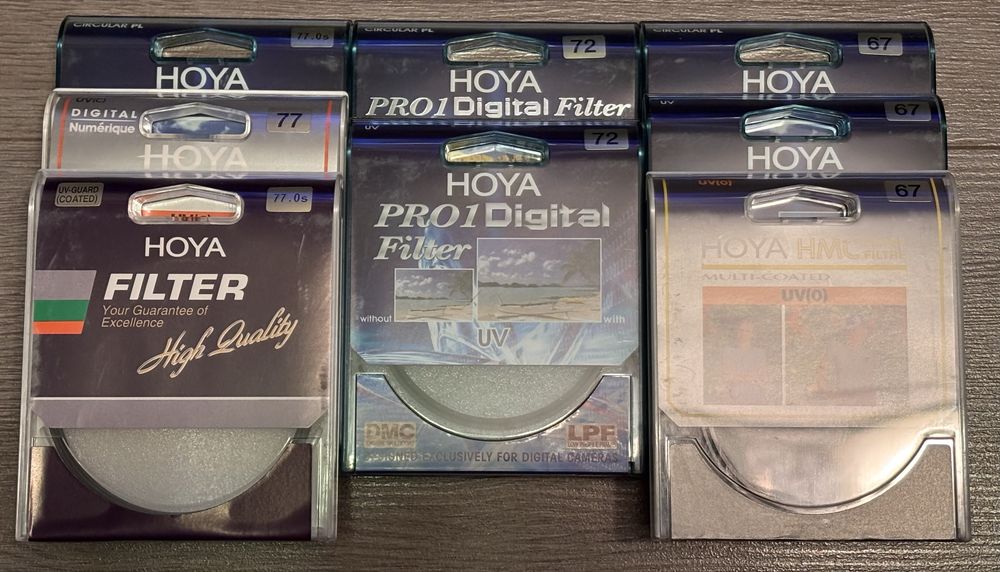 CIRCULAR PL
77.0s
HOYA
UV(c)
DIGITAL
Numérique
77
HOYA
UV-GUARD
(COATED)
77.0s
HOYA
FILTER
Your Guarantee of
Excellence
High Quality
CIRCULAR PL
72
HOYA
PRO1 Digital Filter
UV
72
HOYA
PRO1 Digital
Filter
without
with
UV
DMC
LPF
DESIGNED EXCLUSIVELY FOR DIGITAL CAMERAS
CIRCULAR PL
67
HOYA
UV
67
HOYA
UV(0)
67
HOYA HMC FILTRE
MULTI-COATED
UV(0)